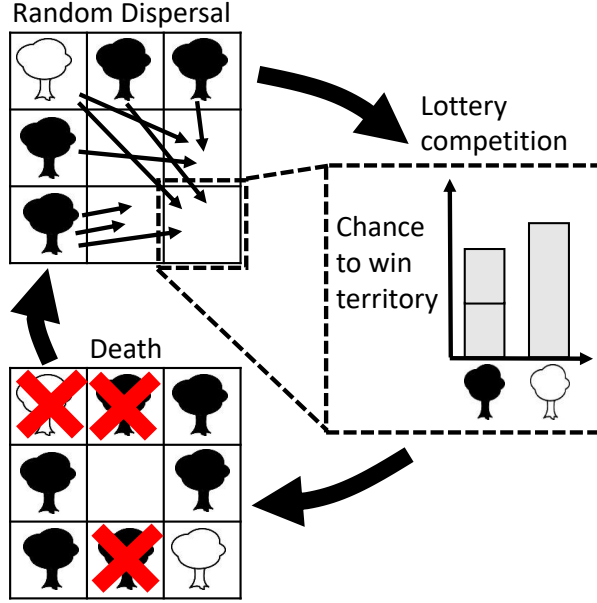 Random Dispersal
Lottery
competition
Chance
to win
territory
Death